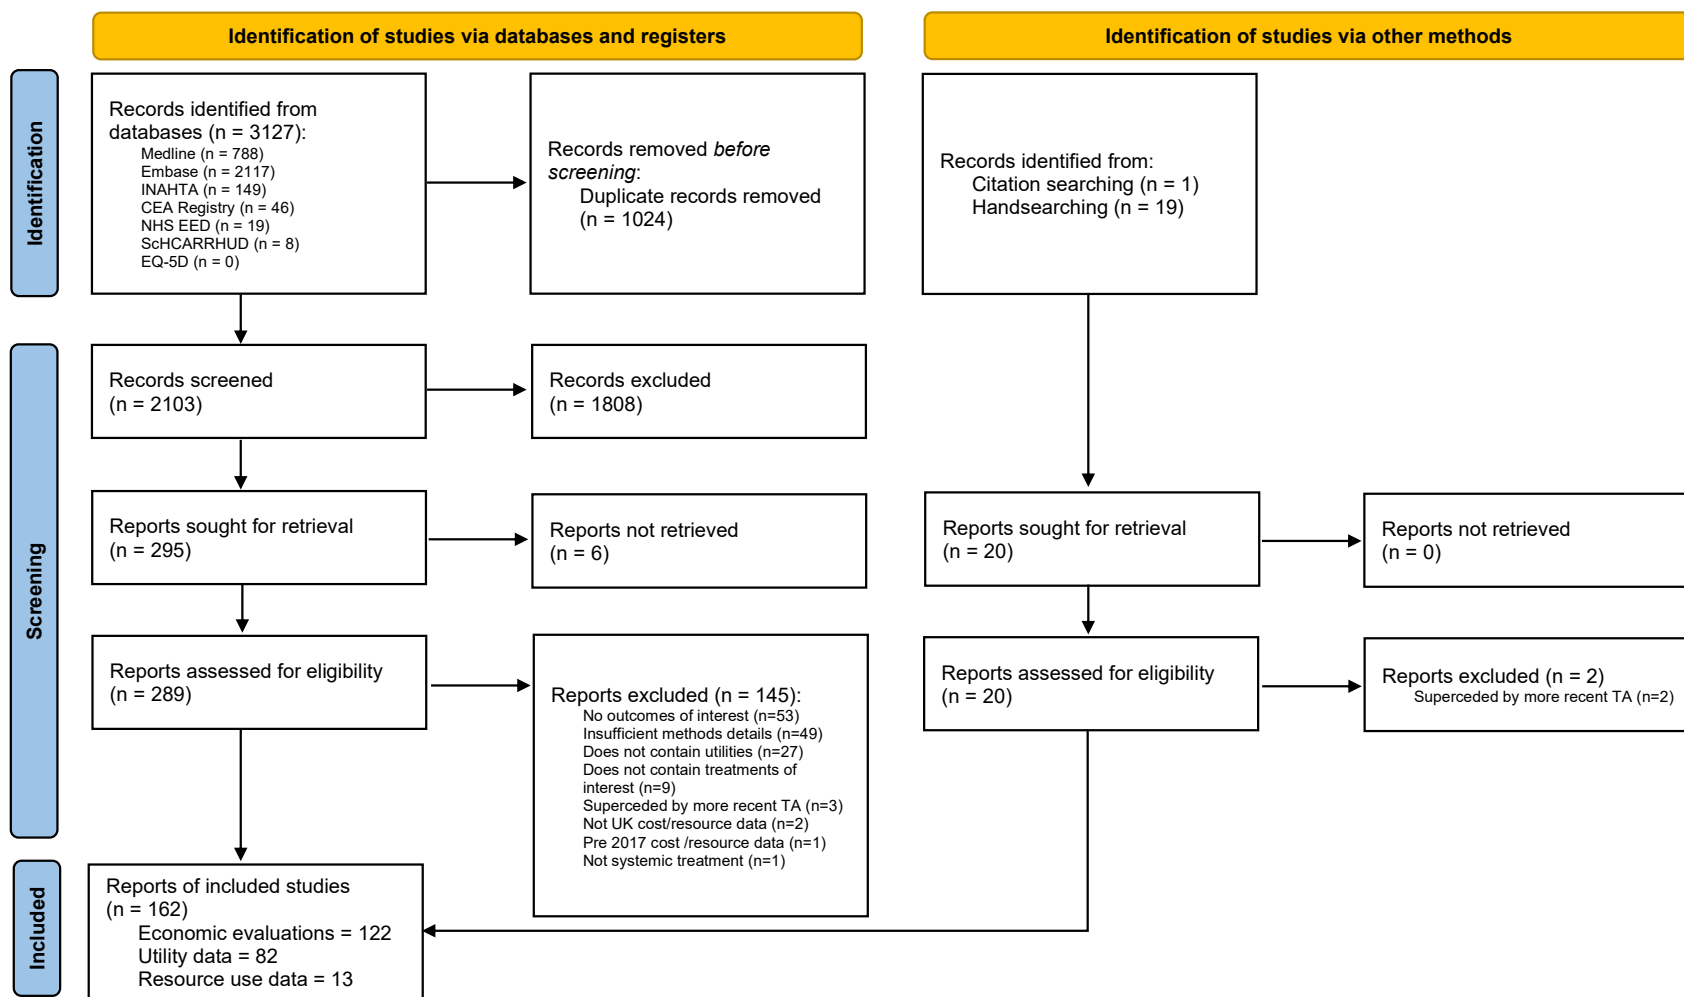 Identification of studies via databases and registers
Identification of studies via other methods
Identification
Records identified from
databases (n = 3127):
Medline (n = 788)
Embase (n = 2117)
INAHTA (n = 149)
CEA Registry (n = 46)
NHS EED (n = 19)
ScHCARRHUD (n = 8)
EQ-5D (n = 0)
Records removed before
screening:
Duplicate records removed
(n = 1024)
Records identified from:
Citation searching (n = 1)
Handsearching (n = 19)
Screening
Records screened
(n = 2103)
Records excluded
(n = 1808)
Reports sought for retrieval
(n = 295)
Reports not retrieved
(n = 6)
Reports sought for retrieval
(n = 20)
Reports not retrieved
(n = 0)
Reports assessed for eligibility
(n = 289)
Reports excluded (n = 145):
No outcomes of interest (n=53)
Insufficient methods details (n=49)
Does not contain utilities (n=27)
Does not contain treatments of
interest (n=9)
Superceded by more recent TA (n=3)
Not UK cost/resource data (n=2)
Pre 2017 cost /resource data (n=1)
Not systemic treatment (n=1)
Reports assessed for eligibility
(n = 20)
Reports excluded (n = 2)
Superceded by more recent TA (n=2)
Included
Reports of included studies
(n = 162)
Economic evaluations = 122
Utility data = 82
Resource use data = 13